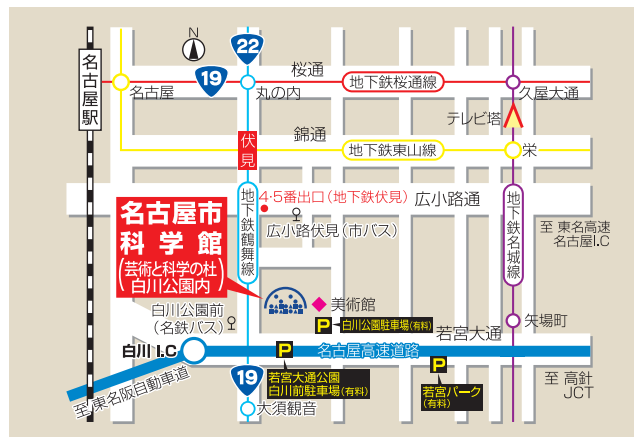 N
22
19
桜通
地下鉄桜通線
名古屋駅
名古屋
丸の内
久屋大通
テレビ塔
錦通
伏見
地下鉄東山線
栄
4・5番出口(地下鉄伏見)
広小路通
広小路伏見(市バス)
地下鉄鶴舞線
地下鉄名城線
至 東名高速
名古屋I.C
名古屋市
科学館
(芸術と科学の杜
白川公園内)
美術館
白川公園前
(名鉄バス)
P
白川公園駐車場(有料)
若宮大通
矢場町
白川 I.C
P
名古屋高速道路
P
至 東名阪自動車道
19
若宮大通公園
白川前駐車場(有料)
若宮パーク
(有料)
至 高針
JCT
大須観音